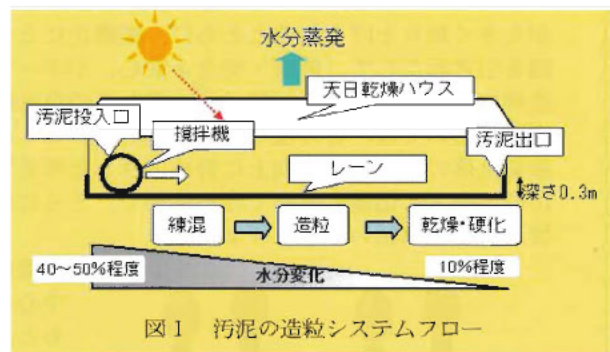 水分蒸発
天日乾燥ハウス
汚泥投入口
撹拌機
汚泥出口
レーン
深さ0.3m
練混
造粒
乾燥・硬化
40～50%程度
水分変化
10%程度
図1 汚泥の造粒システムフロー